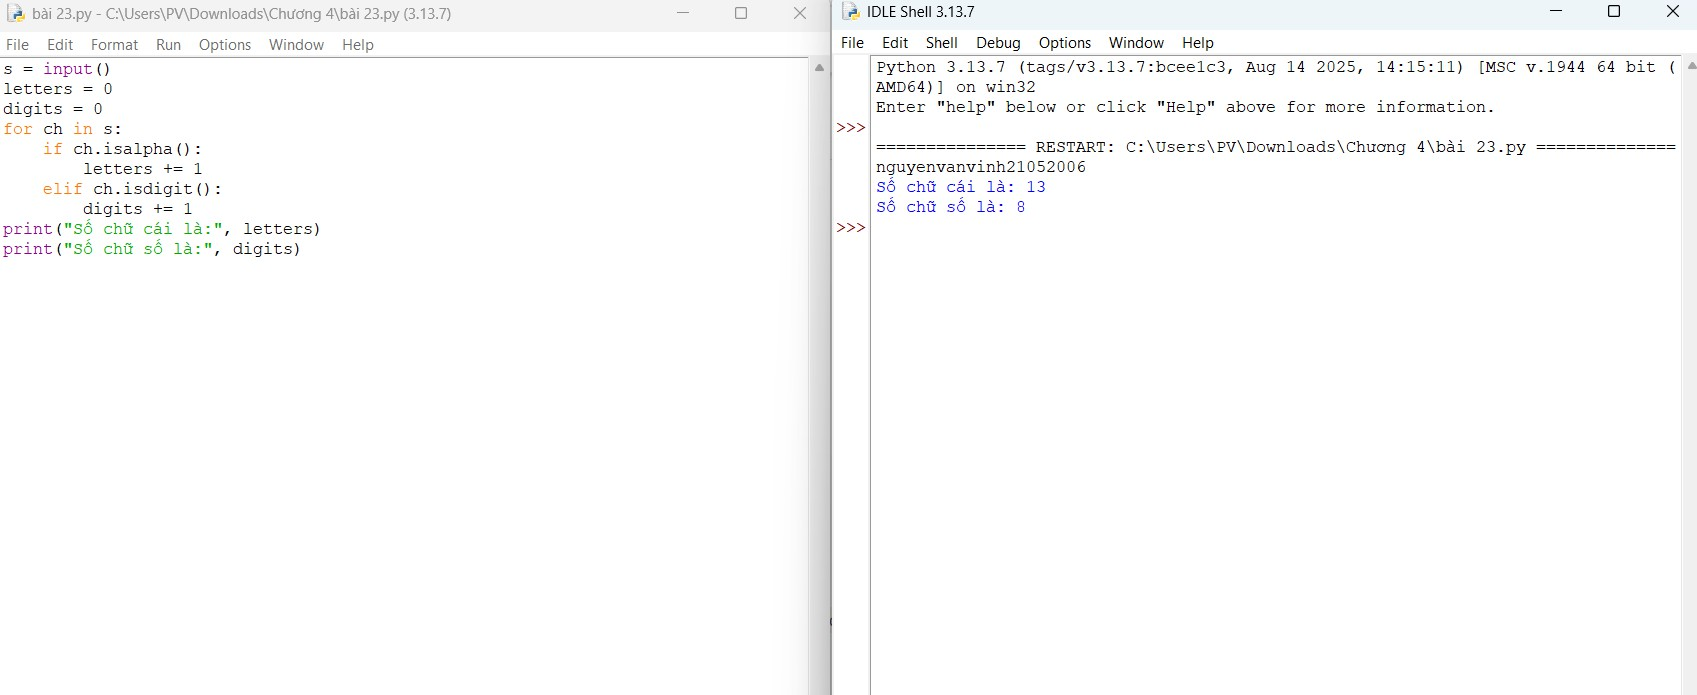 bài 23.py - C:\Users\PV\Downloads\Chương 4\bài 23.py (3.13.7)
File Edit Format Run Options Window Help
s = input()
letters = 0
digits = 0
for ch in s:
    if ch.isalpha():
        letters += 1
    elif ch.isdigit():
        digits += 1
print("Số chữ cái là:", letters)
print("Số chữ số là:", digits)
IDLE Shell 3.13.7
File Edit Shell Debug Options Window Help
Python 3.13.7 (tags/v3.13.7:bcee1c3, Aug 14 2025, 14:15:11) [MSC v.1944 64 bit (
AMD64)] on win32
Enter "help" below or click "Help" above for more information.
>>>
=============== RESTART: C:\Users\PV\Downloads\Chương 4\bài 23.py ==============
nguyenvanvinh21052006
Số chữ cái là: 13
Số chữ số là: 8
>>>